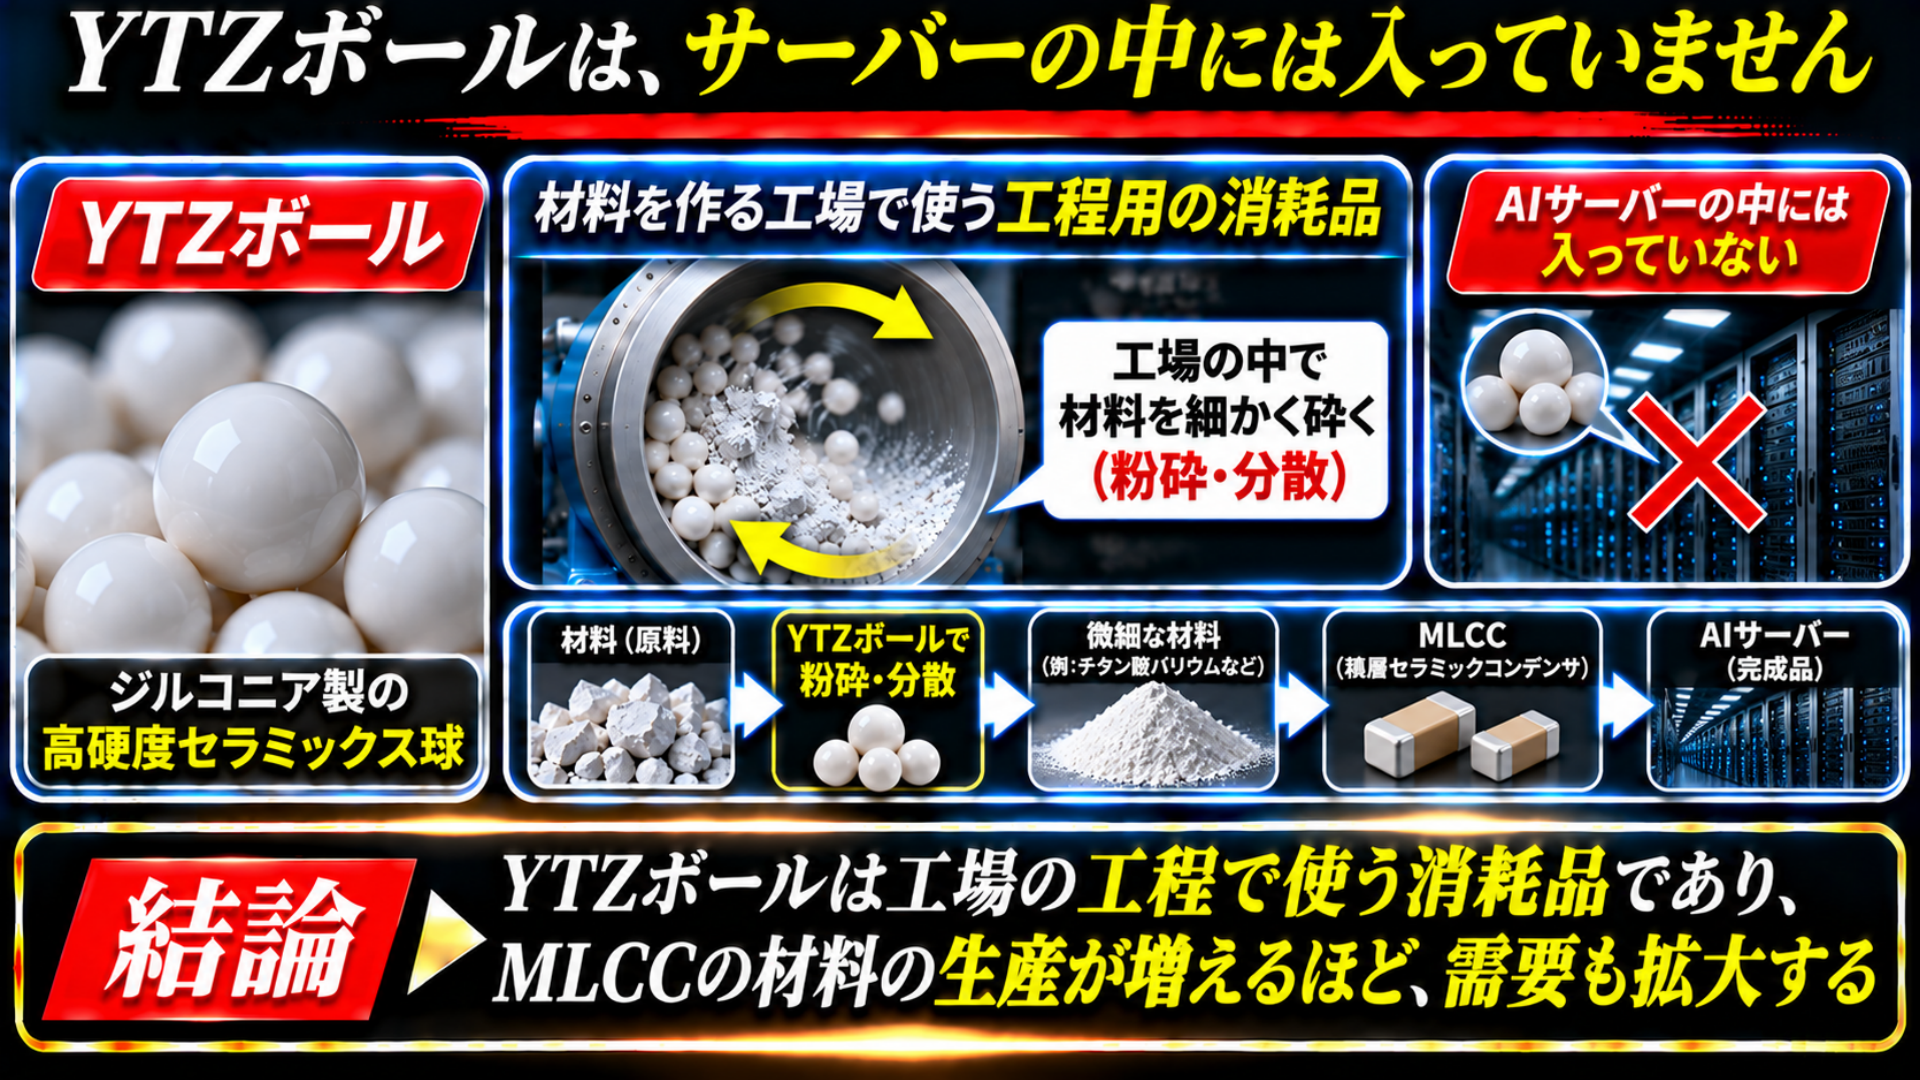 YTZボールは、サーバーの中には入っていません
YTZボール
ジルコニア製の
高硬度セラミックス球
材料を作る工場で使う工程用の消耗品
工場の中で
材料を細かく砕く
(粉砕・分散)
AIサーバーの中には
入っていない
材料(原料)
YTZボールで
粉砕・分散
微細な材料
(例:チタン酸バリウムなど)
MLCC
(積層セラミックコンデンサ)
AIサーバー
(完成品)
結論
YTZボールは工場の工程で使う消耗品であり、
MLCCの材料の生産が増えるほど、需要も拡大する